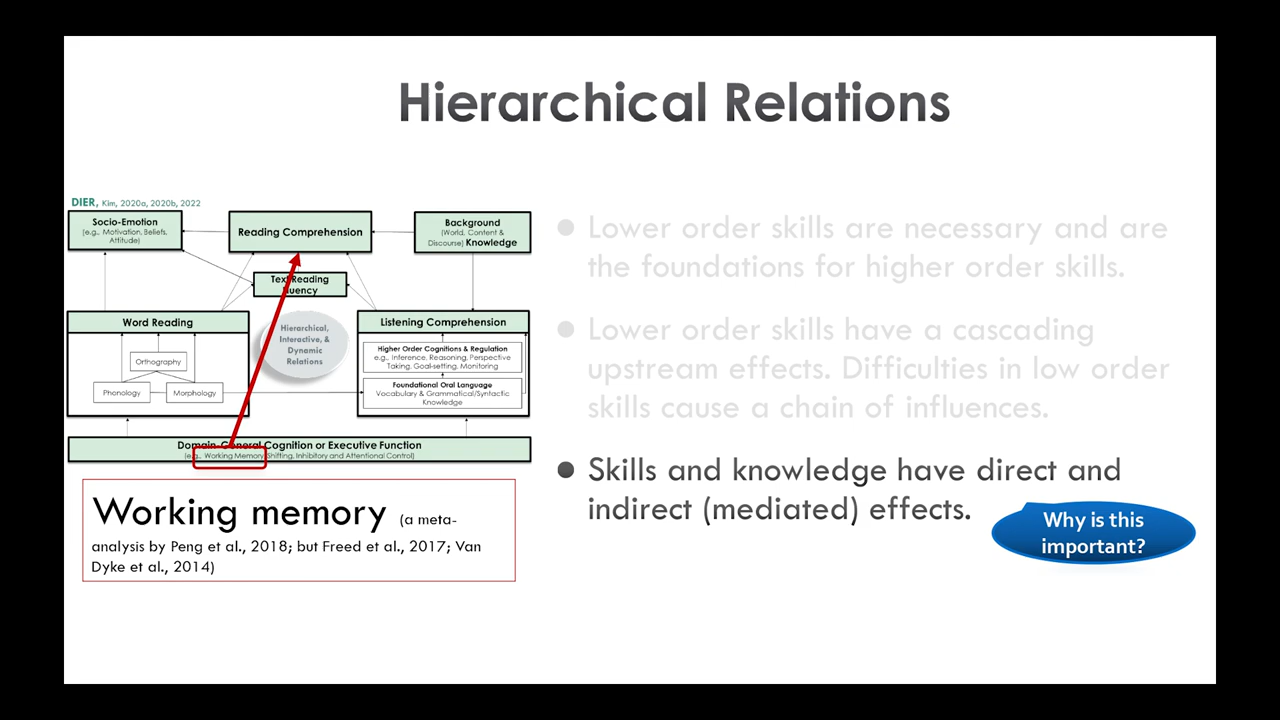 Hierarchical Relations
DIER, Kim, 2020a, 2020b, 2022
Socio-Emotion
(e.g., Motivation, Beliefs,
Attitude)
Reading Comprehension
Background
(World, Content &
Discourse) Knowledge
Text Reading
Fluency
Word Reading
Orthography
Phonology
Morphology
Hierarchical,
Interactive, &
Dynamic
Relations
Listening Comprehension
Higher Order Cognitions & Regulation
e.g., Inference, Reasoning, Perspective
Taking, Goal-setting, Monitoring
Foundational Oral Language
Vocabulary & Grammatical/Syntactic
Knowledge
Domain-General Cognition or Executive Function
(e.g., Working Memory, Shifting, Inhibitory and Attentional Control)
Working memory (a meta-
analysis by Peng et al., 2018; but Freed et al., 2017; Van
Dyke et al., 2014)
● Lower order skills are necessary and are
the foundations for higher order skills.
● Lower order skills have a cascading
upstream effects. Difficulties in low order
skills cause a chain of influences.
● Skills and knowledge have direct and
indirect (mediated) effects.
Why is this
important?